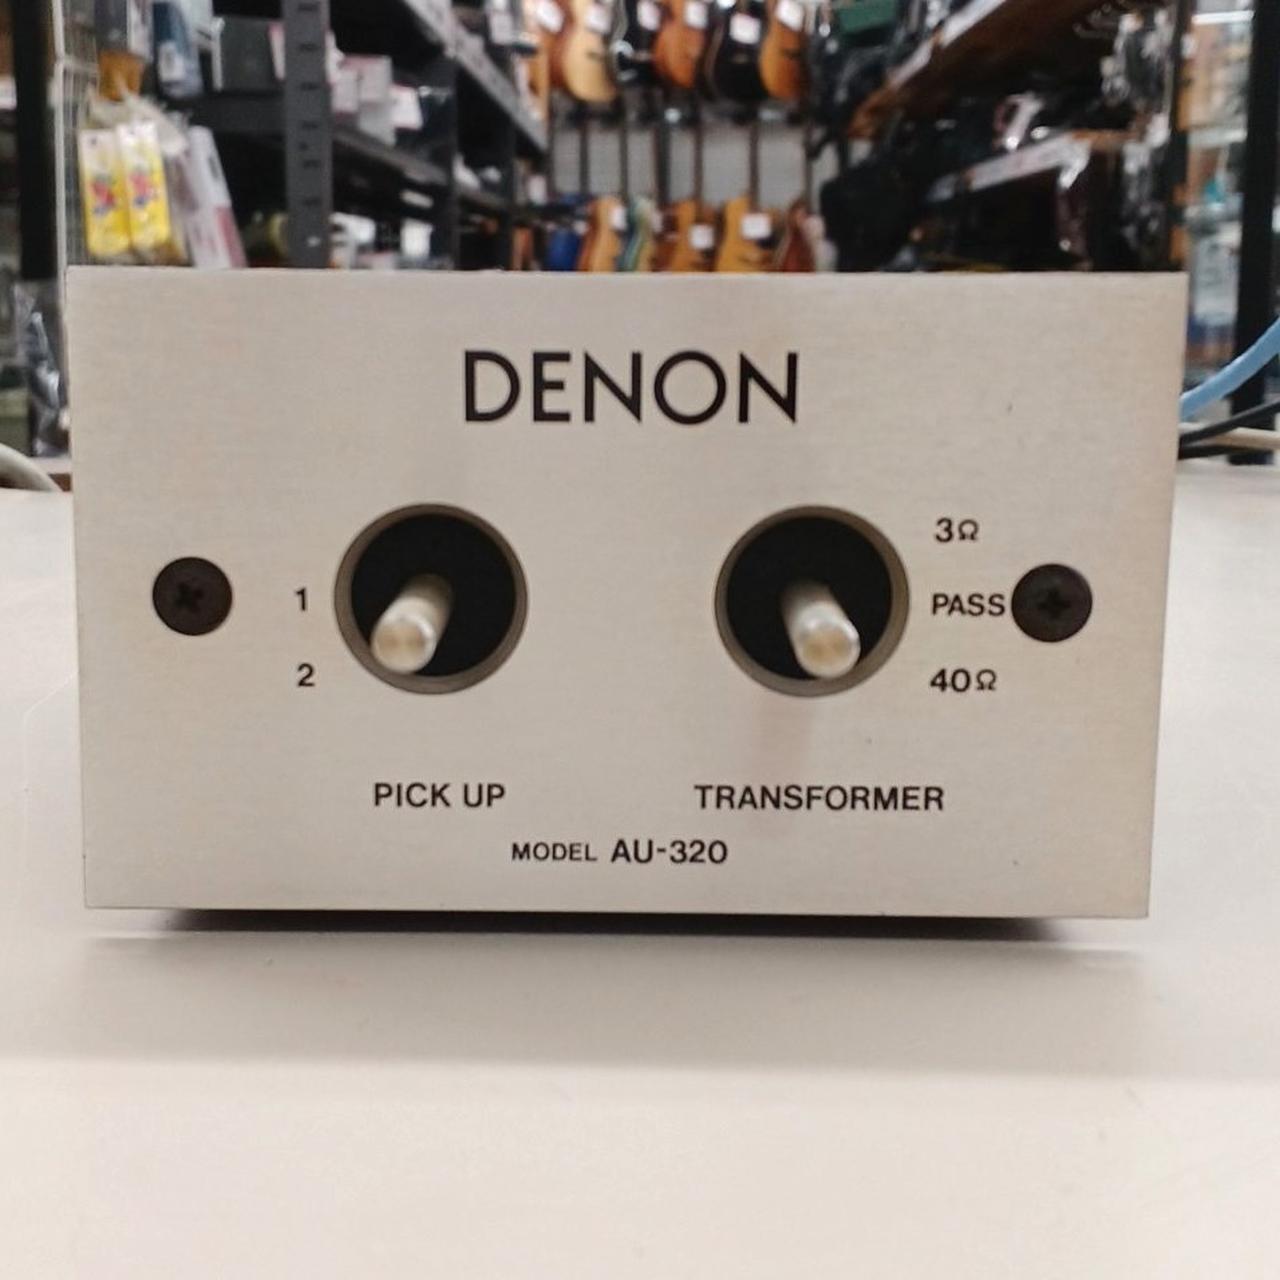 DENON
1
2
3Ω
PASS
40Ω
PICK UP
TRANSFORMER
MODEL AU-320